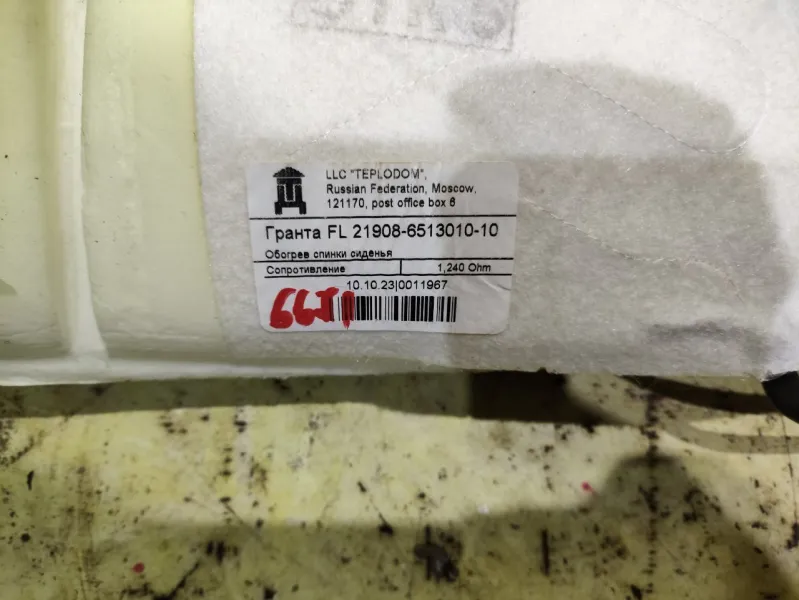 LLC "TEPLODOM",
Russian Federation, Moscow,
121170, post office box 6
Гранта FL 21908-6513010-10
Обогрев спинки сиденья
Сопротивление 1,240 Ohm
10.10.23|0011967